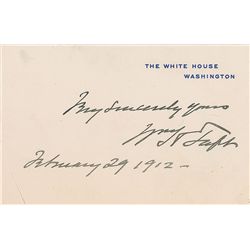 THE WHITE HOUSE
WASHINGTON
Very Sincerely yours
Wm H Taft
February 29 1912 –